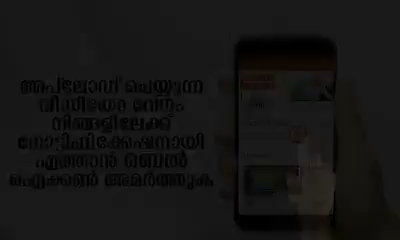 അപ്‌ലോഡ് ചെയ്യുന്ന
വീഡിയോ വേഗം
നിങ്ങളിലേക്ക്
നോട്ടിഫിക്കേഷനായി
എത്താൻ ബെൽ
ഐക്കൺ അമർത്തുക